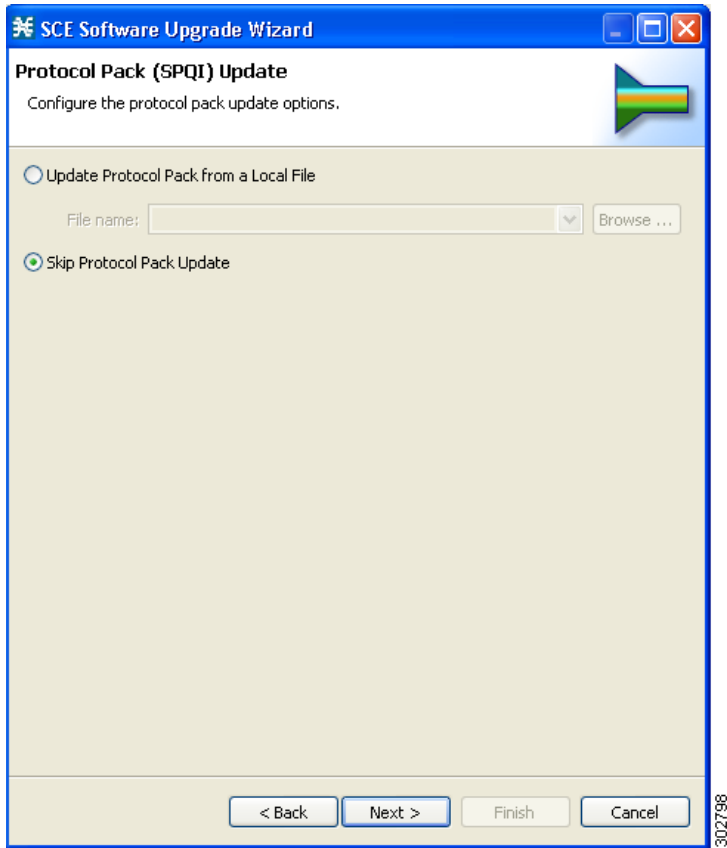 SCE Software Upgrade Wizard
Protocol Pack (SPQI) Update
Configure the protocol pack update options.
Update Protocol Pack from a Local File
File name:
Browse ...
Skip Protocol Pack Update
< Back
Next >
Finish
Cancel
302798